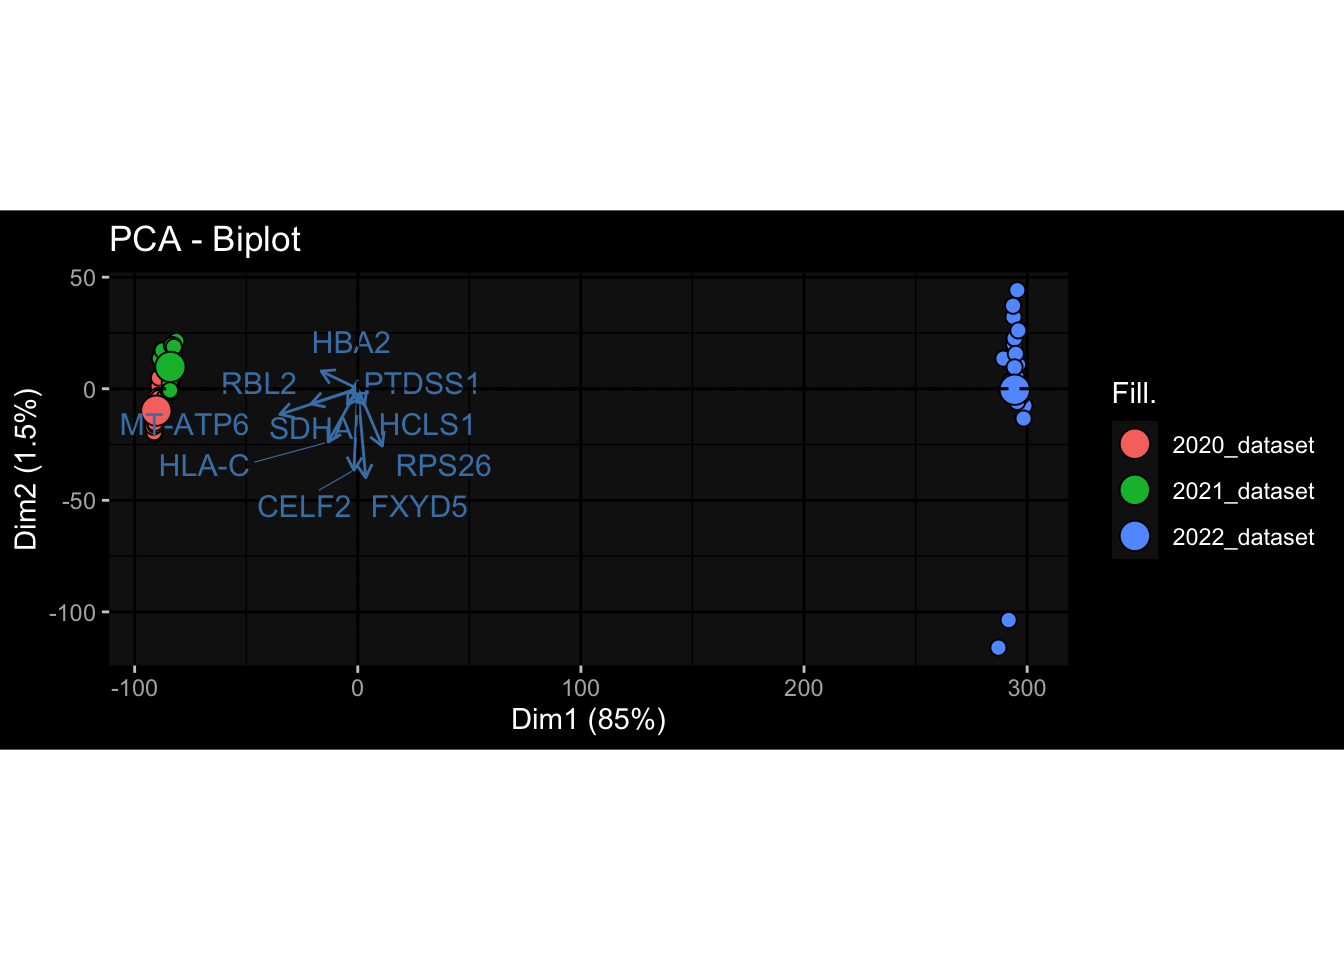 PCA - Biplot
50
0
-50
-100
Dim2 (1.5%)
HBA2
RBL2
PTDSS1
MT-ATP6
SDHA
HCLS1
HLA-C
RPS26
CELF2
FXYD5
-100
0
100
200
300
Dim1 (85%)
Fill.
2020_dataset
2021_dataset
2022_dataset